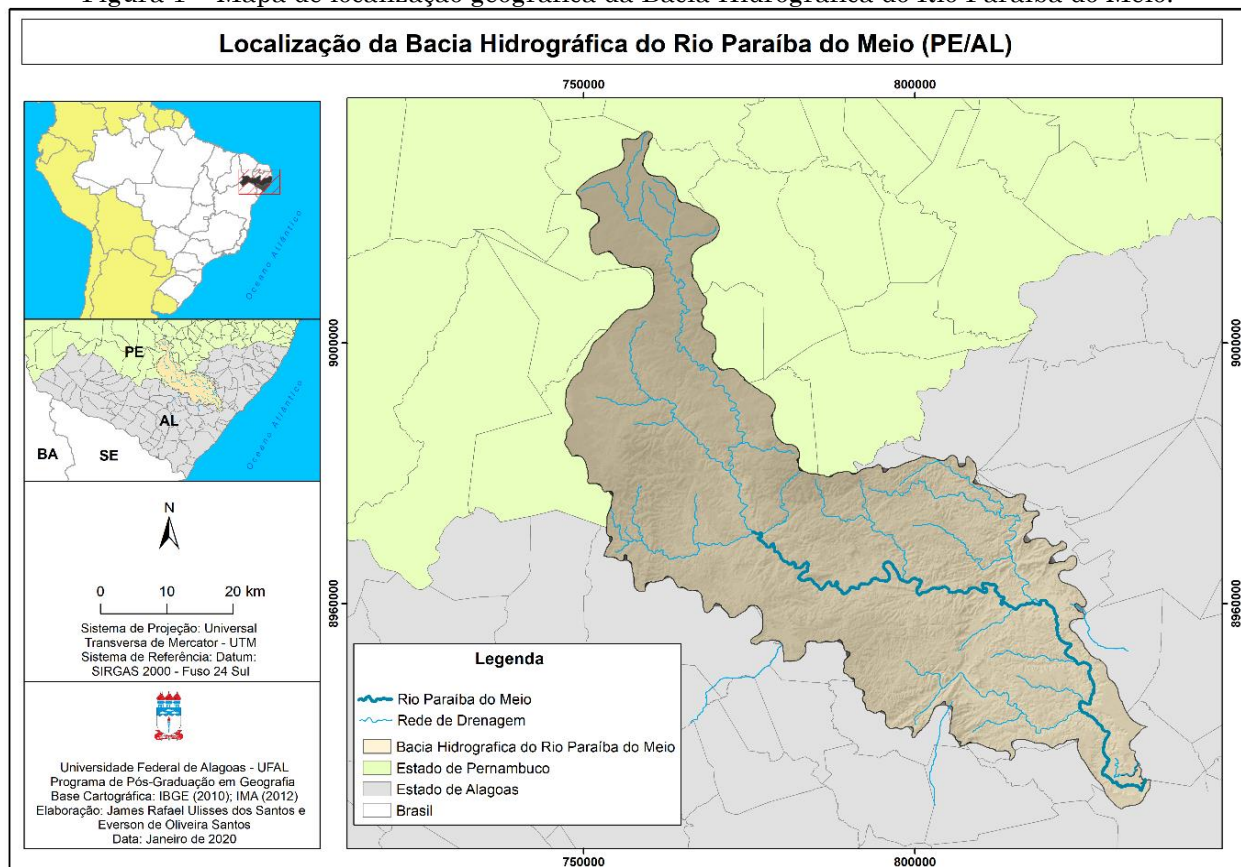 Figura 1 – Mapa de localização geográfica da Bacia Hidrográfica do Rio Paraíba do Meio.
Localização da Bacia Hidrográfica do Rio Paraíba do Meio (PE/AL)
750000
800000
Oceano Atlântico
9000000
9000000
PE
AL
BA
SE
Oceano Atlântico
N
0 10 20 km
Sistema de Projeção: Universal
Transversa de Mercator - UTM
Sistema de Referência: Datum:
SIRGAS 2000 - Fuso 24 Sul
8960000
8960000
Legenda
Rio Paraíba do Meio
Rede de Drenagem
Bacia Hidrografica do Rio Paraíba do Meio
Estado de Pernambuco
Estado de Alagoas
Brasil
Universidade Federal de Alagoas - UFAL
Programa de Pós-Graduação em Geografia
Base Cartográfica: IBGE (2010); IMA (2012)
Elaboração: James Rafael Ulisses dos Santos e
Everson de Oliveira Santos
Data: Janeiro de 2020
750000
800000